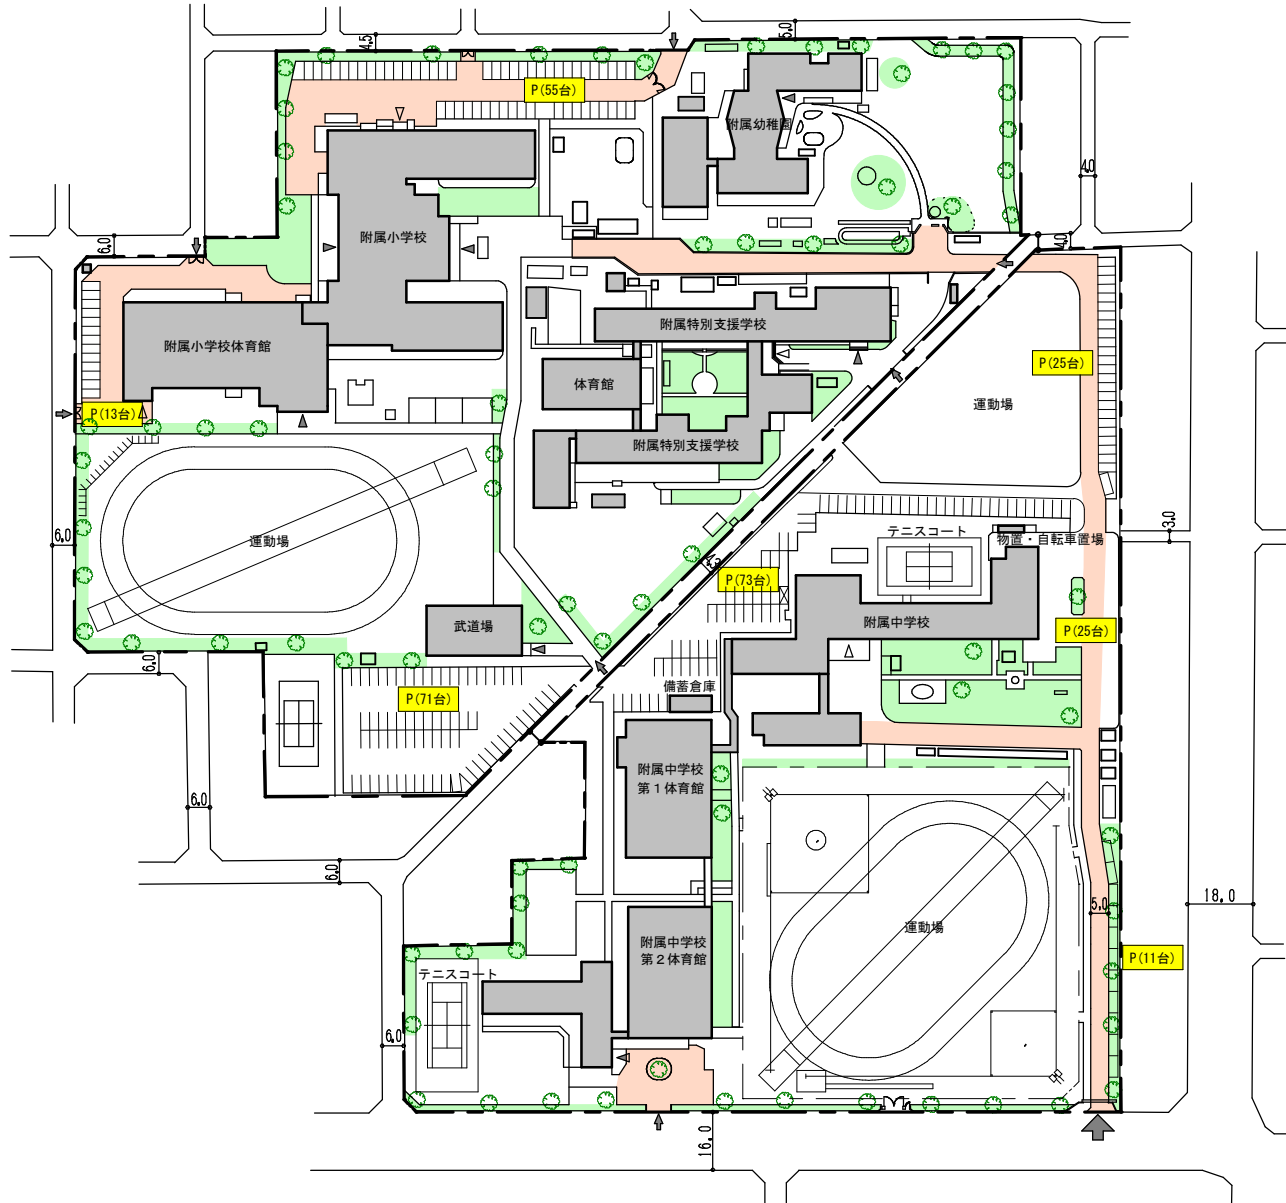 5.0
4.5
P(55台)
附属幼稚園
4.0
附属小学校
6.0
4.0
附属特別支援学校
附属小学校体育館
P(25台)
体育館
運動場
P(13台)
附属特別支援学校
3.0
テニスコート
物置・自転車置場
6.0
運動場
4.3
P(73台)
武道場
附属中学校
P(25台)
6.0
備蓄倉庫
P(71台)
附属中学校
第1体育館
6.0
6.0
18.0
5.0
運動場
附属中学校
第2体育館
P(11台)
テニスコート
6.0
16.0